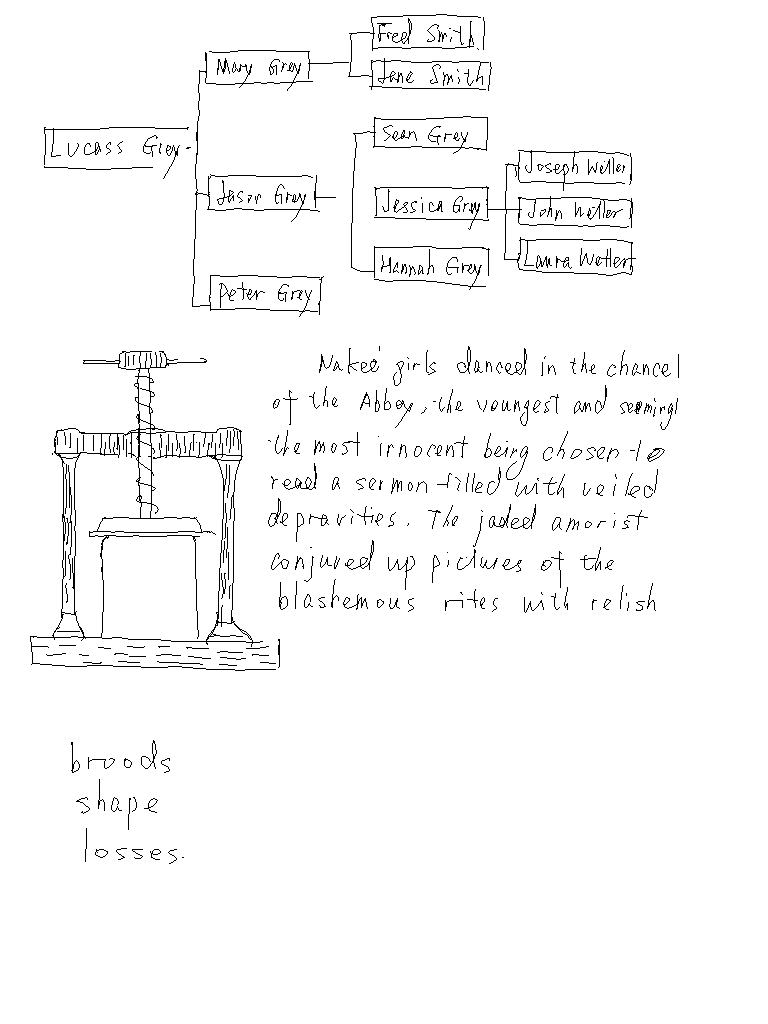 Fred Smith
Mary Grey
Jane Smith
Sean Grey
Lucass Grey
Joseph Weller
Jason Grey
Jessica Grey
John Weller
Laura Weller
Hannah Grey
Peter Grey
Naked girls danced in the chancel
of the Abbey, the youngest and seemingl
the most innocent being chosen to
read a sermon filled with veiled
depravities. The jaded amorist
conjured up pictures of the
blashemous rites with relish
broods
shape
losses.